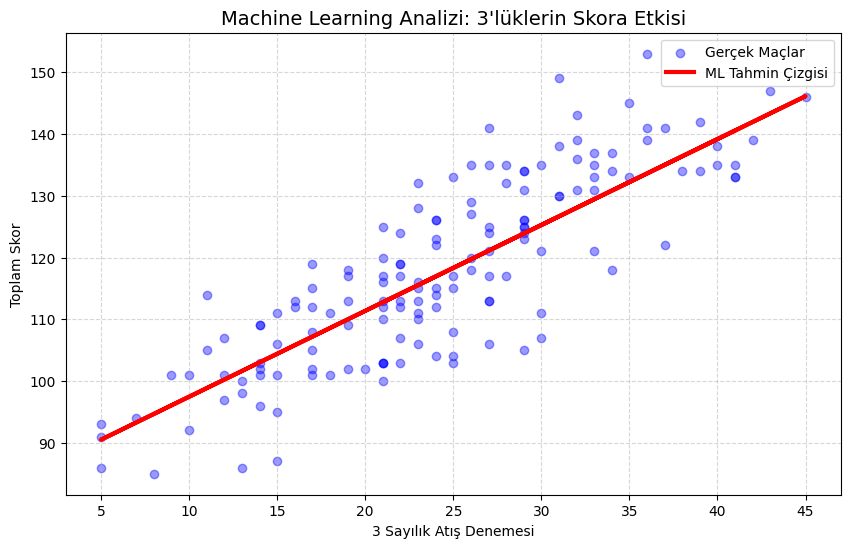 Machine Learning Analizi: 3'lüklerin Skora Etkisi
Gerçek Maçlar
ML Tahmin Çizgisi
Toplam Skor
150
140
130
120
110
100
90
5 10 15 20 25 30 35 40 45
3 Sayılık Atış Denemesi